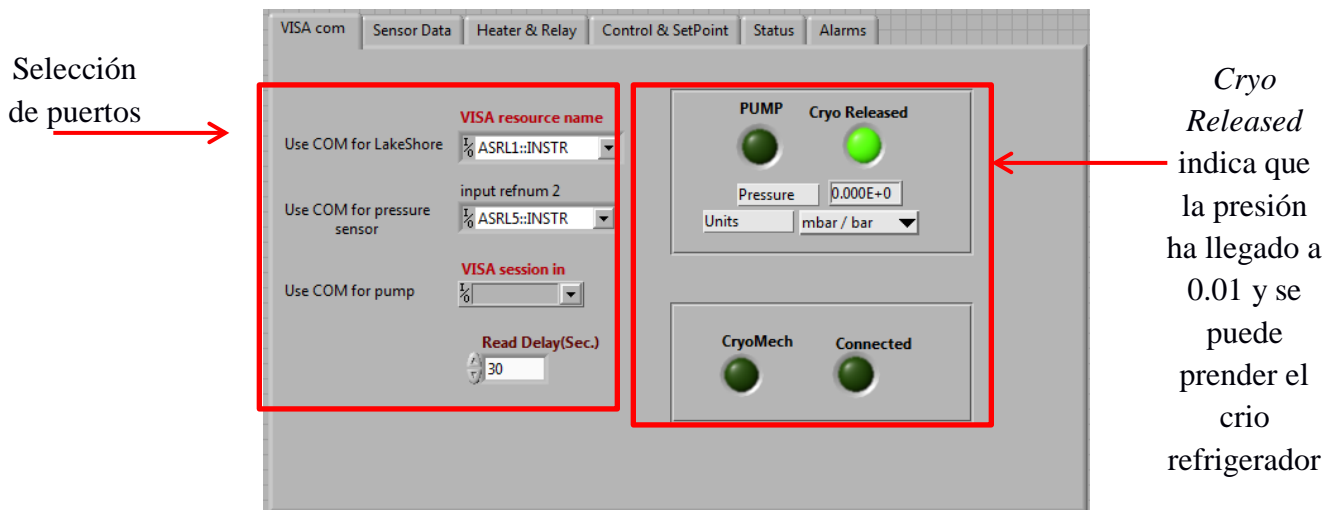 Selección
de puertos
VISA com
Sensor Data
Heater & Relay
Control & SetPoint
Status
Alarms
VISA resource name
Use COM for LakeShore
I/O ASRL1::INSTR
input refnum 2
Use COM for pressure
sensor
I/O ASRL5::INSTR
VISA session in
Use COM for pump
I/O
Read Delay(Sec.)
30
PUMP
Cryo Released
Pressure
0.000E+0
Units
mbar / bar
CryoMech
Connected
Cryo
Released
indica que
la presión
ha llegado a
0.01 y se
puede
prender el
crio
refrigerador